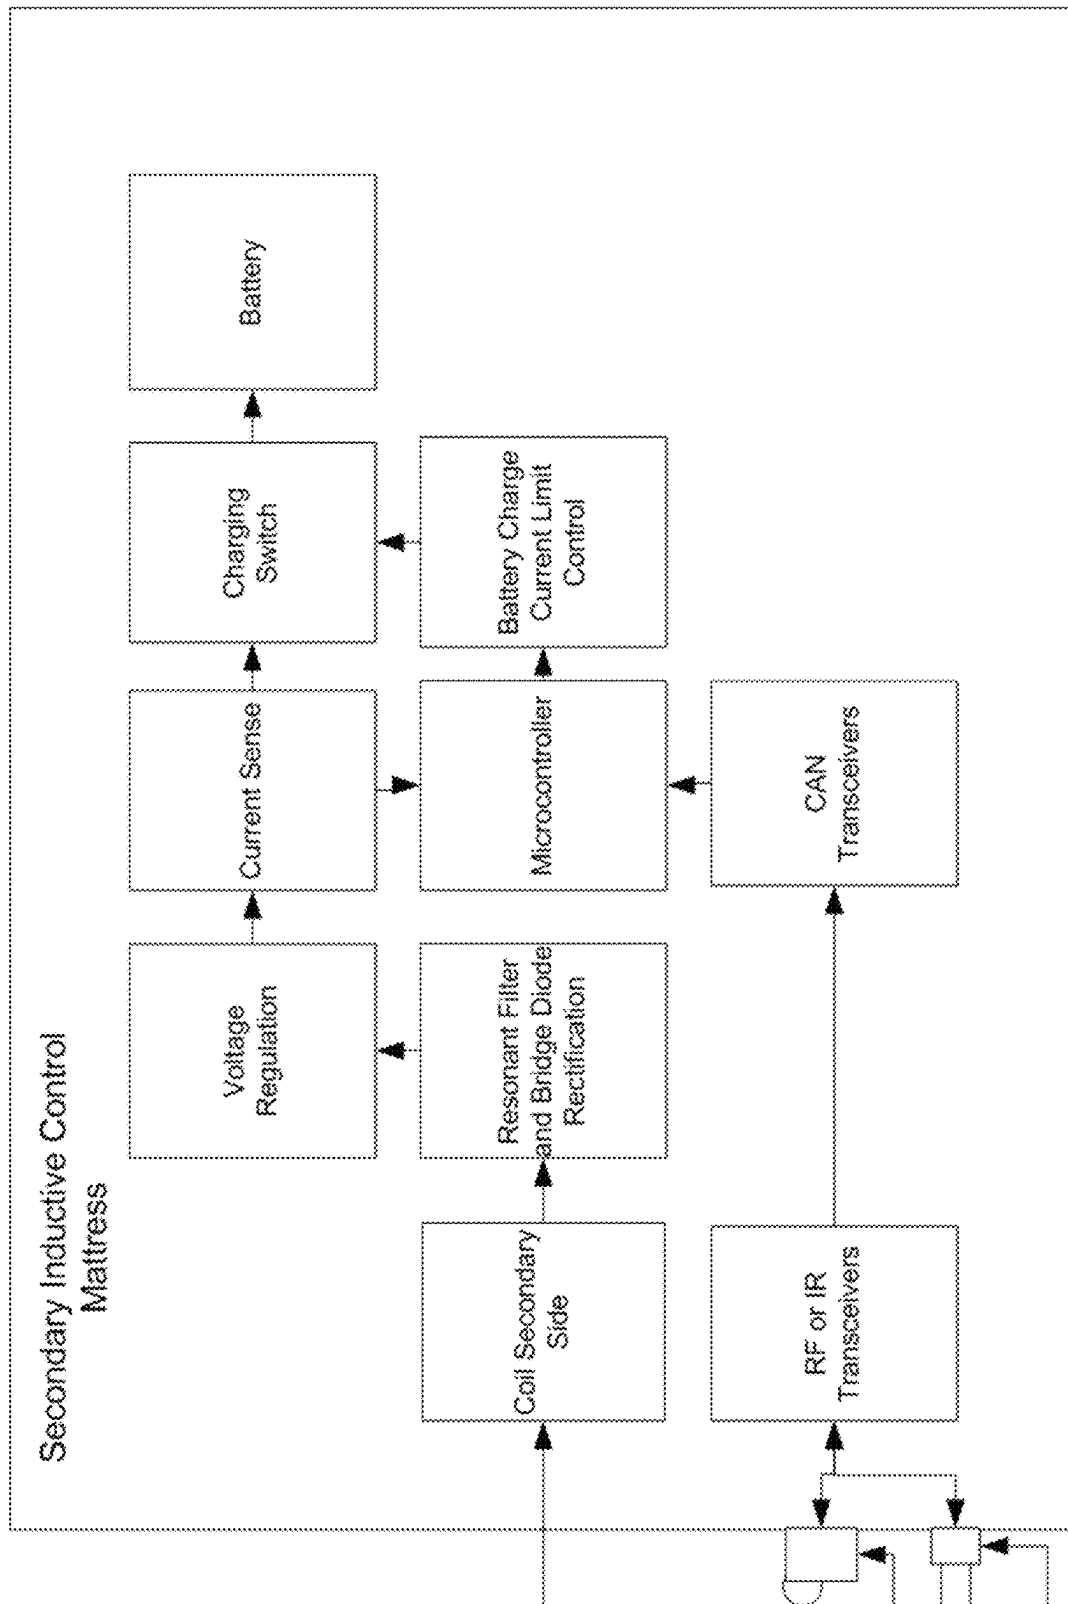 Secondary Inductive Control
Mattress
Voltage
Regulation
Current Sense
Charging
Switch
Battery
Coil Secondary
Side
Resonant Filter
and Bridge Diode
Rectification
Microcontroller
Battery Charge
Current Limit
Control
RF or IR
Transceivers
CAN
Transceivers